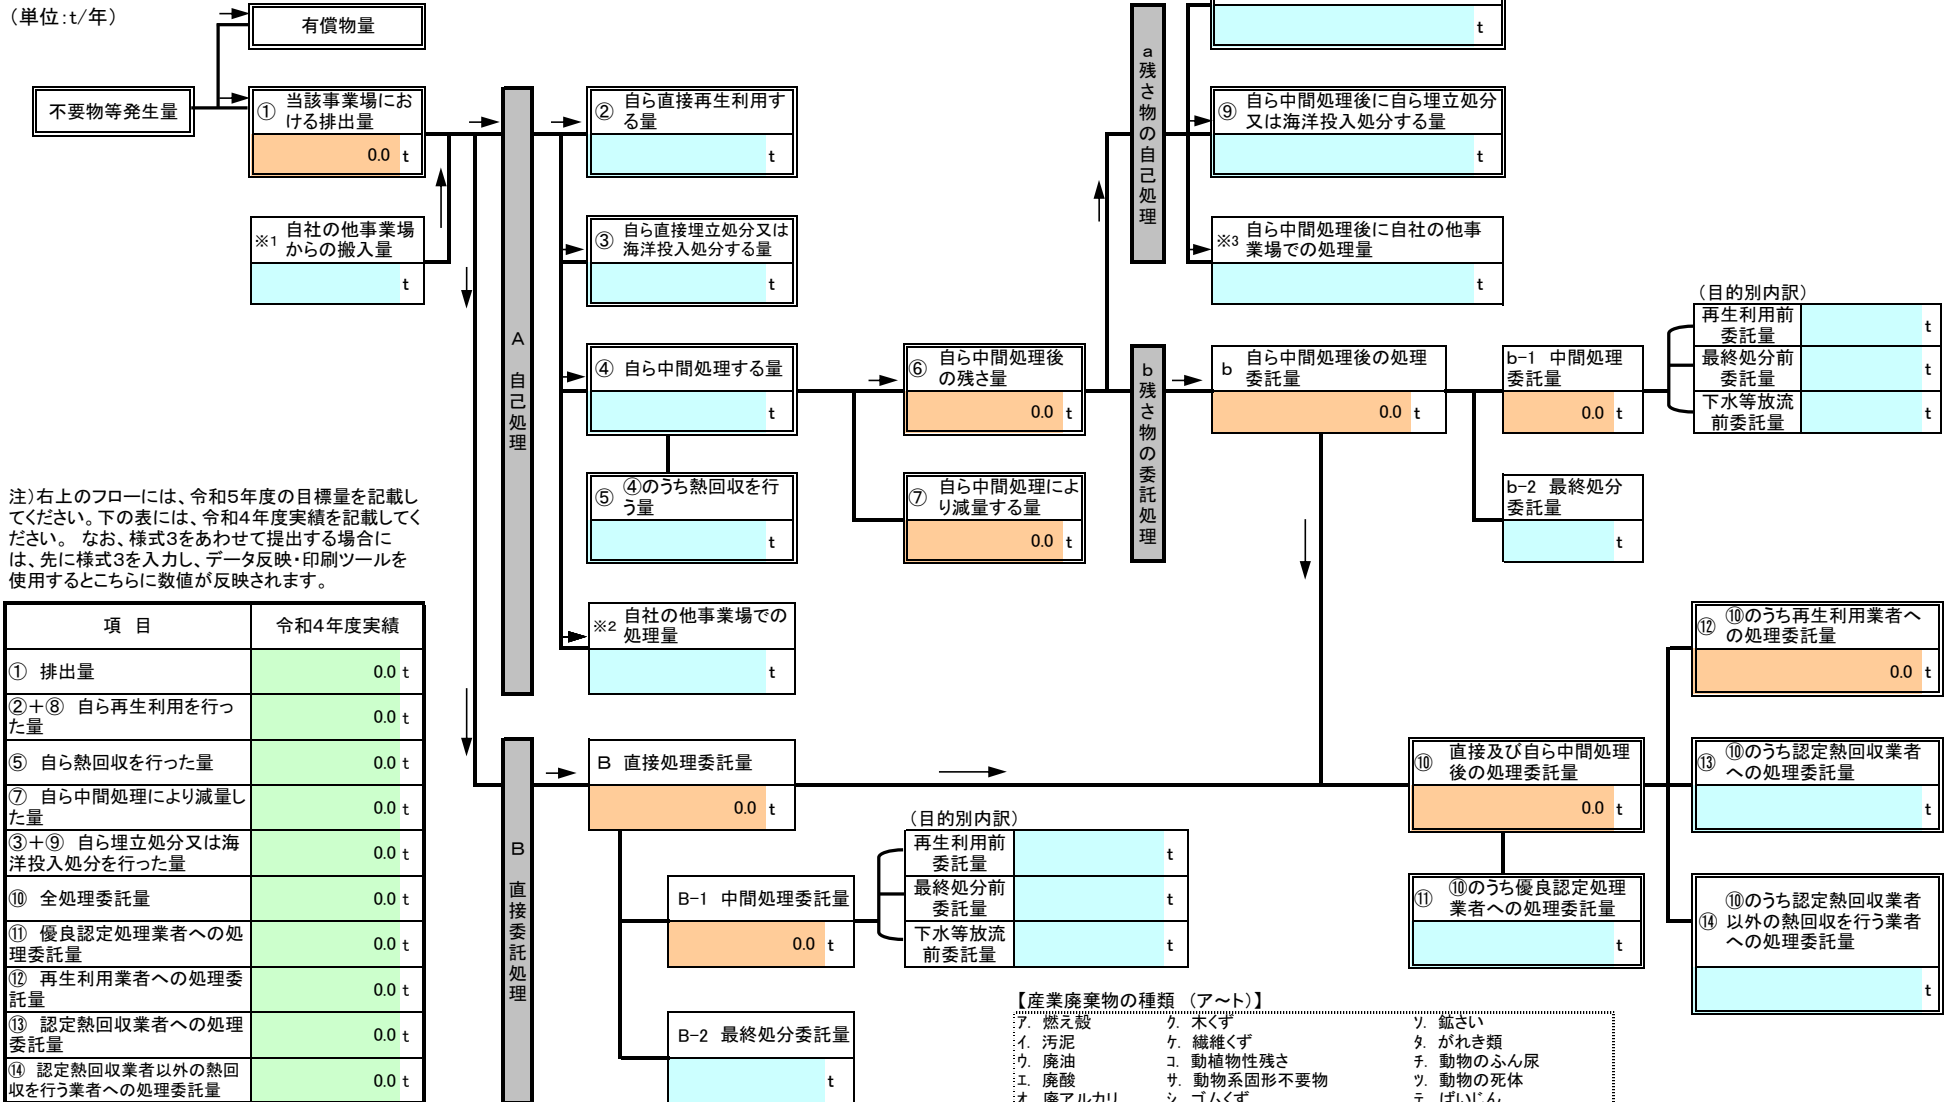 （単位：t/年）
有償物量
不要物等発生量
① 当該事業場にお
ける排出量
0.0 t
※1 自社の他事業場
からの搬入量
t
A 自己処理
② 自ら直接再生利用す
る量
t
③ 自ら直接埋立処分又は
海洋投入処分する量
t
④ 自ら中間処理する量
t
⑤ ④のうち熱回収を行
う量
t
※2 自社の他事業場での
処理量
t
⑥ 自ら中間処理後
の残さ量
0.0 t
⑦ 自ら中間処理によ
り減量する量
0.0 t
a残さ物の自己処理
t
⑨ 自ら中間処理後に自ら埋立処分
又は海洋投入処分する量
t
※3 自ら中間処理後に自社の他事
業場での処理量
t
b残さ物の委託処理
b 自ら中間処理後の処理
委託量
0.0 t
b-1 中間処理
委託量
0.0 t
（目的別内訳）
再生利用前
委託量
t
最終処分前
委託量
t
下水等放流
前委託量
t
b-2 最終処分
委託量
t
注）右上のフローには、令和５年度の目標量を記載し
てください。下の表には、令和４年度実績を記載してく
ださい。 なお、様式３をあわせて提出する場合に
は、先に様式３を入力し、データ反映・印刷ツールを
使用するとこちらに数値が反映されます。
項 目 令和４年度実績
① 排出量 0.0 t
②＋⑧ 自ら再生利用を行っ
た量 0.0 t
⑤ 自ら熱回収を行った量 0.0 t
⑦ 自ら中間処理により減量し
た量 0.0 t
③＋⑨ 自ら埋立処分又は海
洋投入処分を行った量 0.0 t
⑩ 全処理委託量 0.0 t
⑪ 優良認定処理業者への処
理委託量 0.0 t
⑫ 再生利用業者への処理委
託量 0.0 t
⑬ 認定熱回収業者への処理
委託量 0.0 t
⑭ 認定熱回収業者以外の熱回
収を行う業者への処理委託量 0.0 t
B 直接委託処理
B 直接処理委託量
0.0 t
B-1 中間処理委託量
0.0 t
（目的別内訳）
再生利用前
委託量
t
最終処分前
委託量
t
下水等放流
前委託量
t
B-2 最終処分委託量
t
⑩ 直接及び自ら中間処理
後の処理委託量
0.0 t
⑪ ⑩のうち優良認定処理
業者への処理委託量
t
⑫ ⑩のうち再生利用業者へ
の処理委託量
0.0 t
⑬ ⑩のうち認定熱回収業者
への処理委託量
t
⑭ ⑩のうち認定熱回収業者
以外の熱回収を行う業者
への処理委託量
t
【産業廃棄物の種類 （ア～ト）】
ア. 燃え殻 ク. 木くず ソ. 鉱さい
イ. 汚泥 ケ. 繊維くず タ. がれき類
ウ. 廃油 コ. 動植物性残さ チ. 動物のふん尿
エ. 廃酸 サ. 動物系固形不要物 ツ. 動物の死体
オ. 廃アルカリ シ. ゴムくず テ. ばいじん